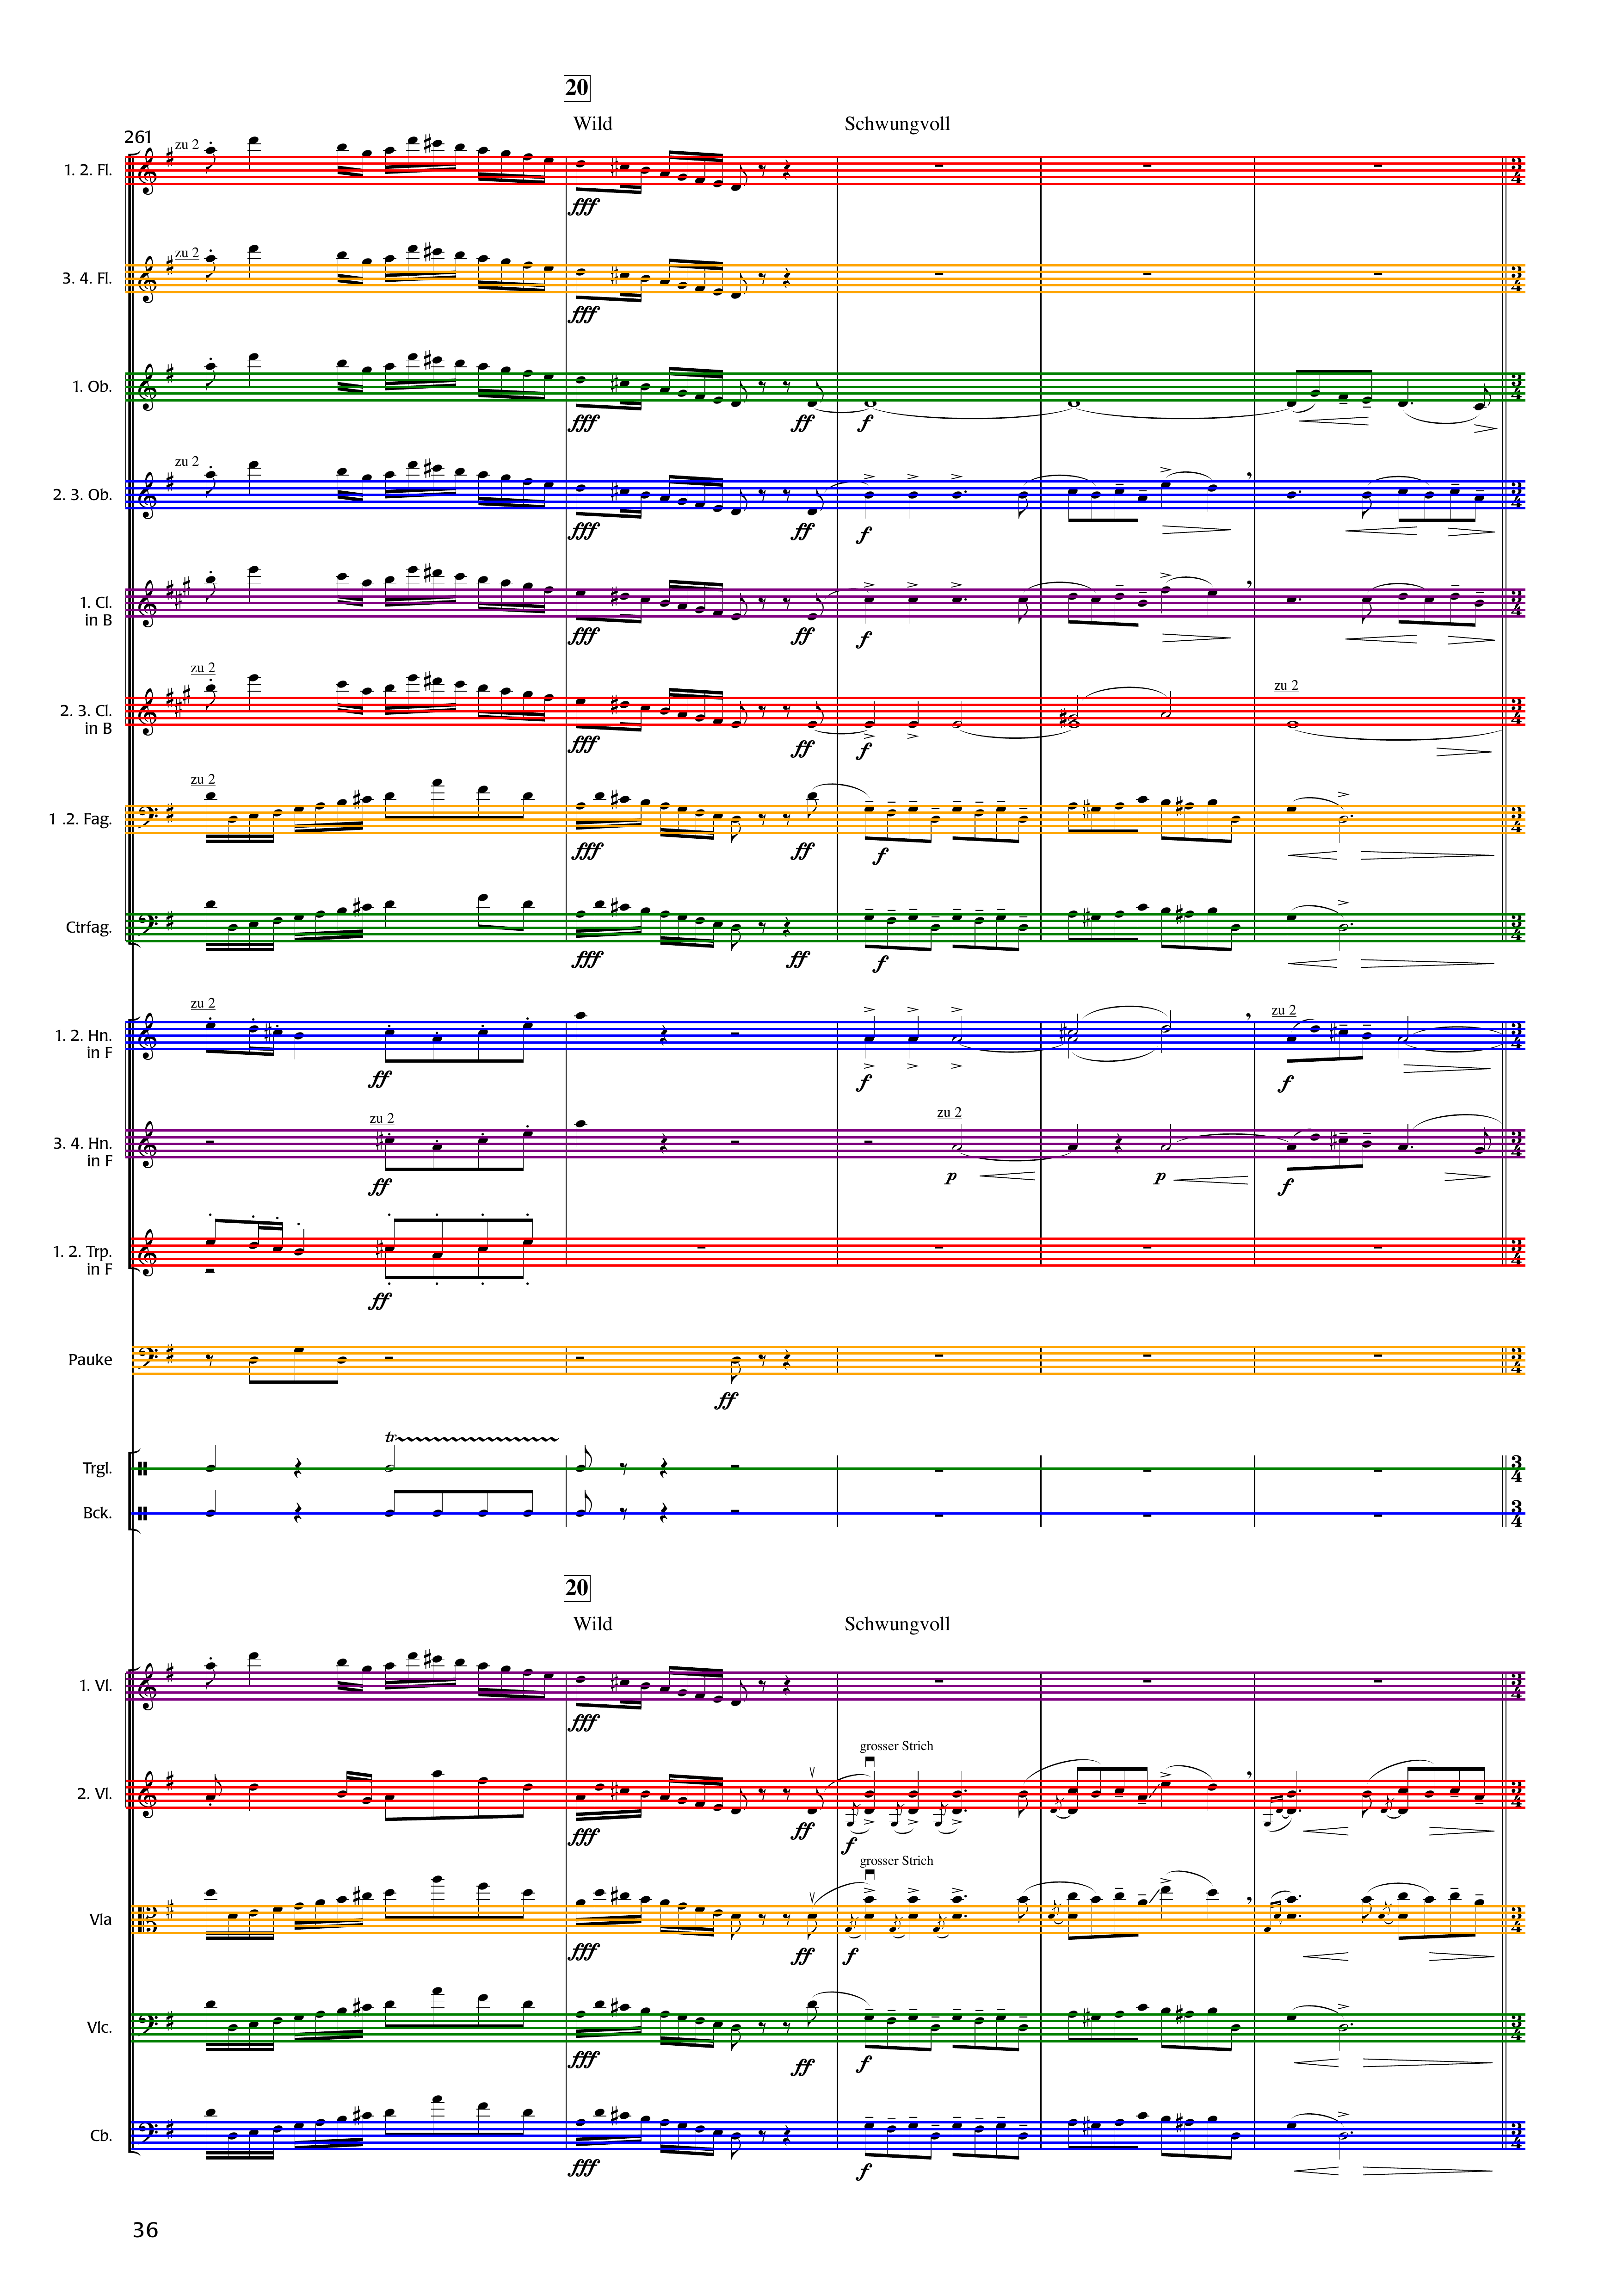 20
Wild Schwungvoll
261
zu 2
1. 2. Fl.
fff
zu 2
3. 4. Fl.
fff
1. Ob.
fff ff f
zu 2
2. 3. Ob.
fff ff f
1. Cl.
in B
fff ff f
zu 2 zu 2
2. 3. Cl.
in B
fff ff f
zu 2
1 .2. Fag.
fff ff f
Ctrfag.
fff ff f
zu 2 zu 2
1. 2. Hn.
in F
ff f f
zu 2 zu 2
3. 4. Hn.
in F
ff p p f
1. 2. Trp.
in F
ff
Pauke
ff
tr
Trgl.
Bck.
3
4
20
Wild Schwungvoll
1. Vl.
fff
grosser Strich
2. Vl.
fff ff f
grosser Strich
Vla
fff ff f
Vlc.
fff ff f
Cb.
fff f
36